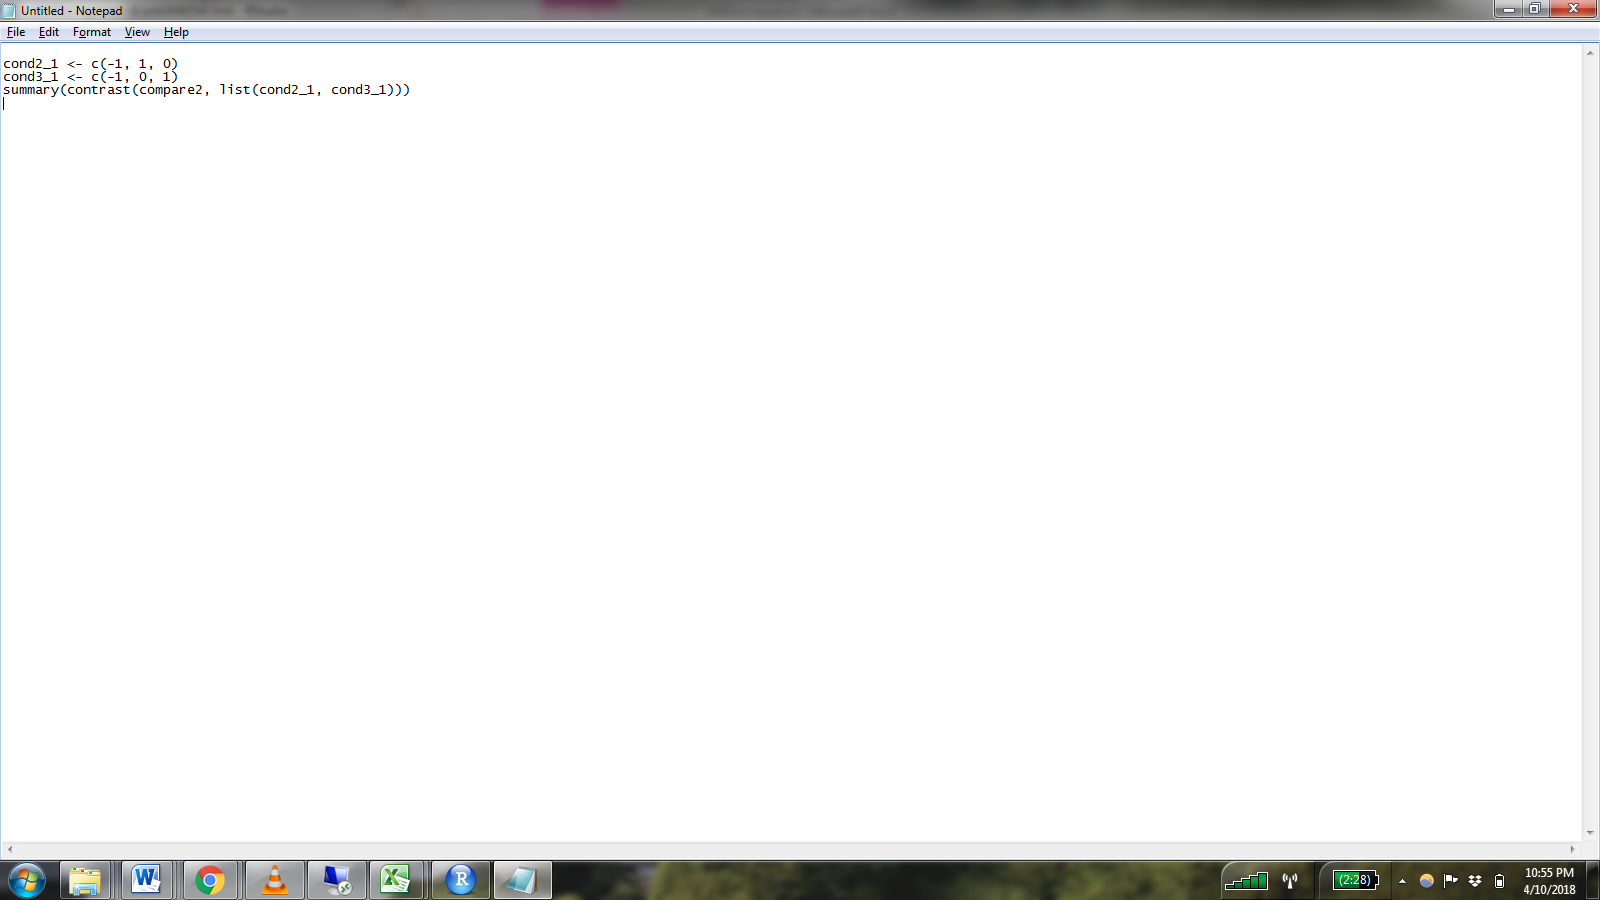 Untitled - Notepad
File Edit Format View Help
cond2_1 <- c(-1, 1, 0)
cond3_1 <- c(-1, 0, 1)
summary(contrast(compare2, list(cond2_1, cond3_1)))
W
X
R
(2:28)
10:55 PM
4/10/2018